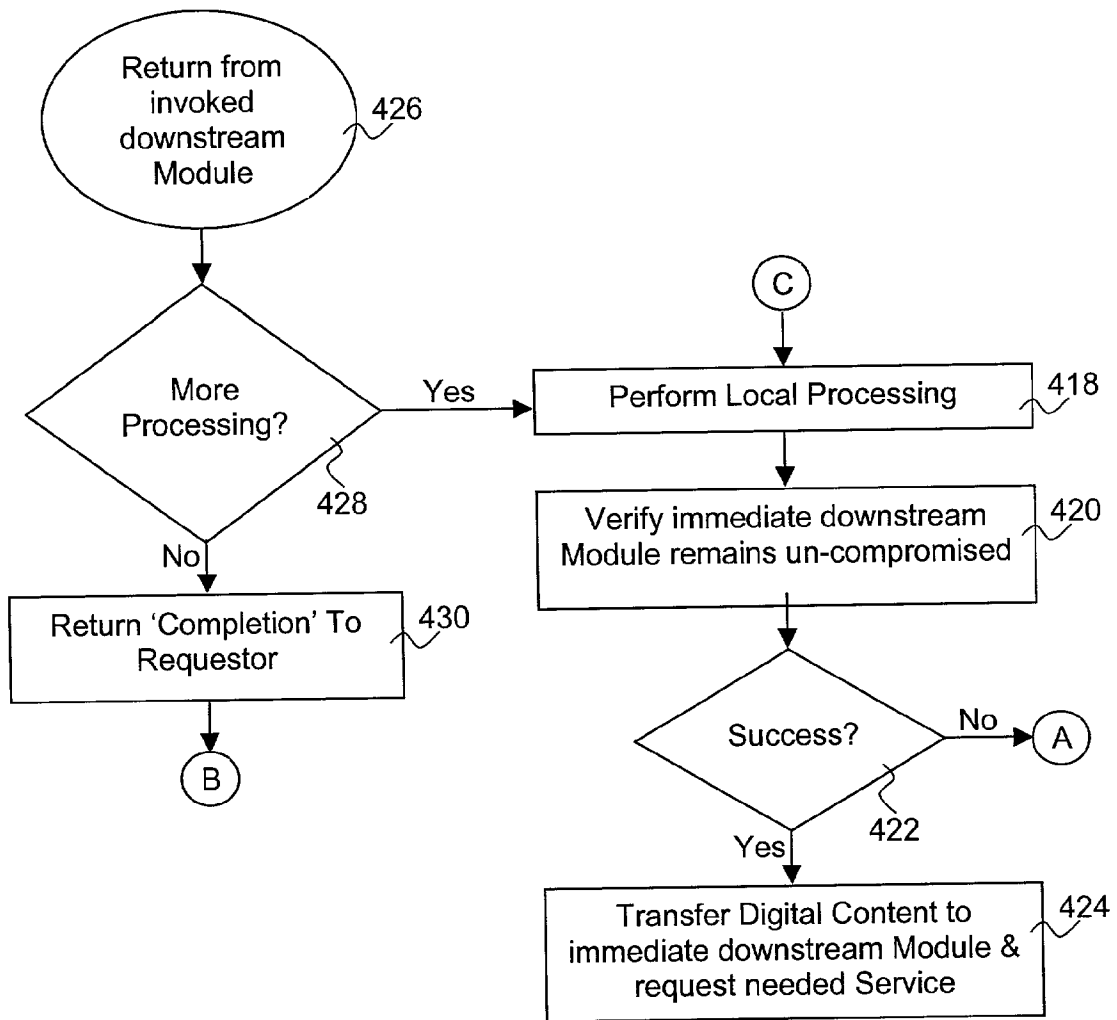 Return from
invoked
downstream
Module
426
More
Processing?
428
Yes
No
Return ‘Completion’ To
Requestor
430
B
C
Perform Local Processing
418
Verify immediate downstream
Module remains un-compromised
420
Success?
422
No
A
Yes
Transfer Digital Content to
immediate downstream Module &
request needed Service
424